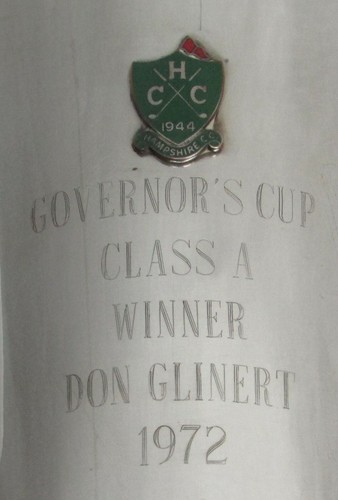 H
C C
1944
HAMPSHIRE C.C.
GOVERNOR'S CUP
CLASS A
WINNER
DON GLINERT
1972